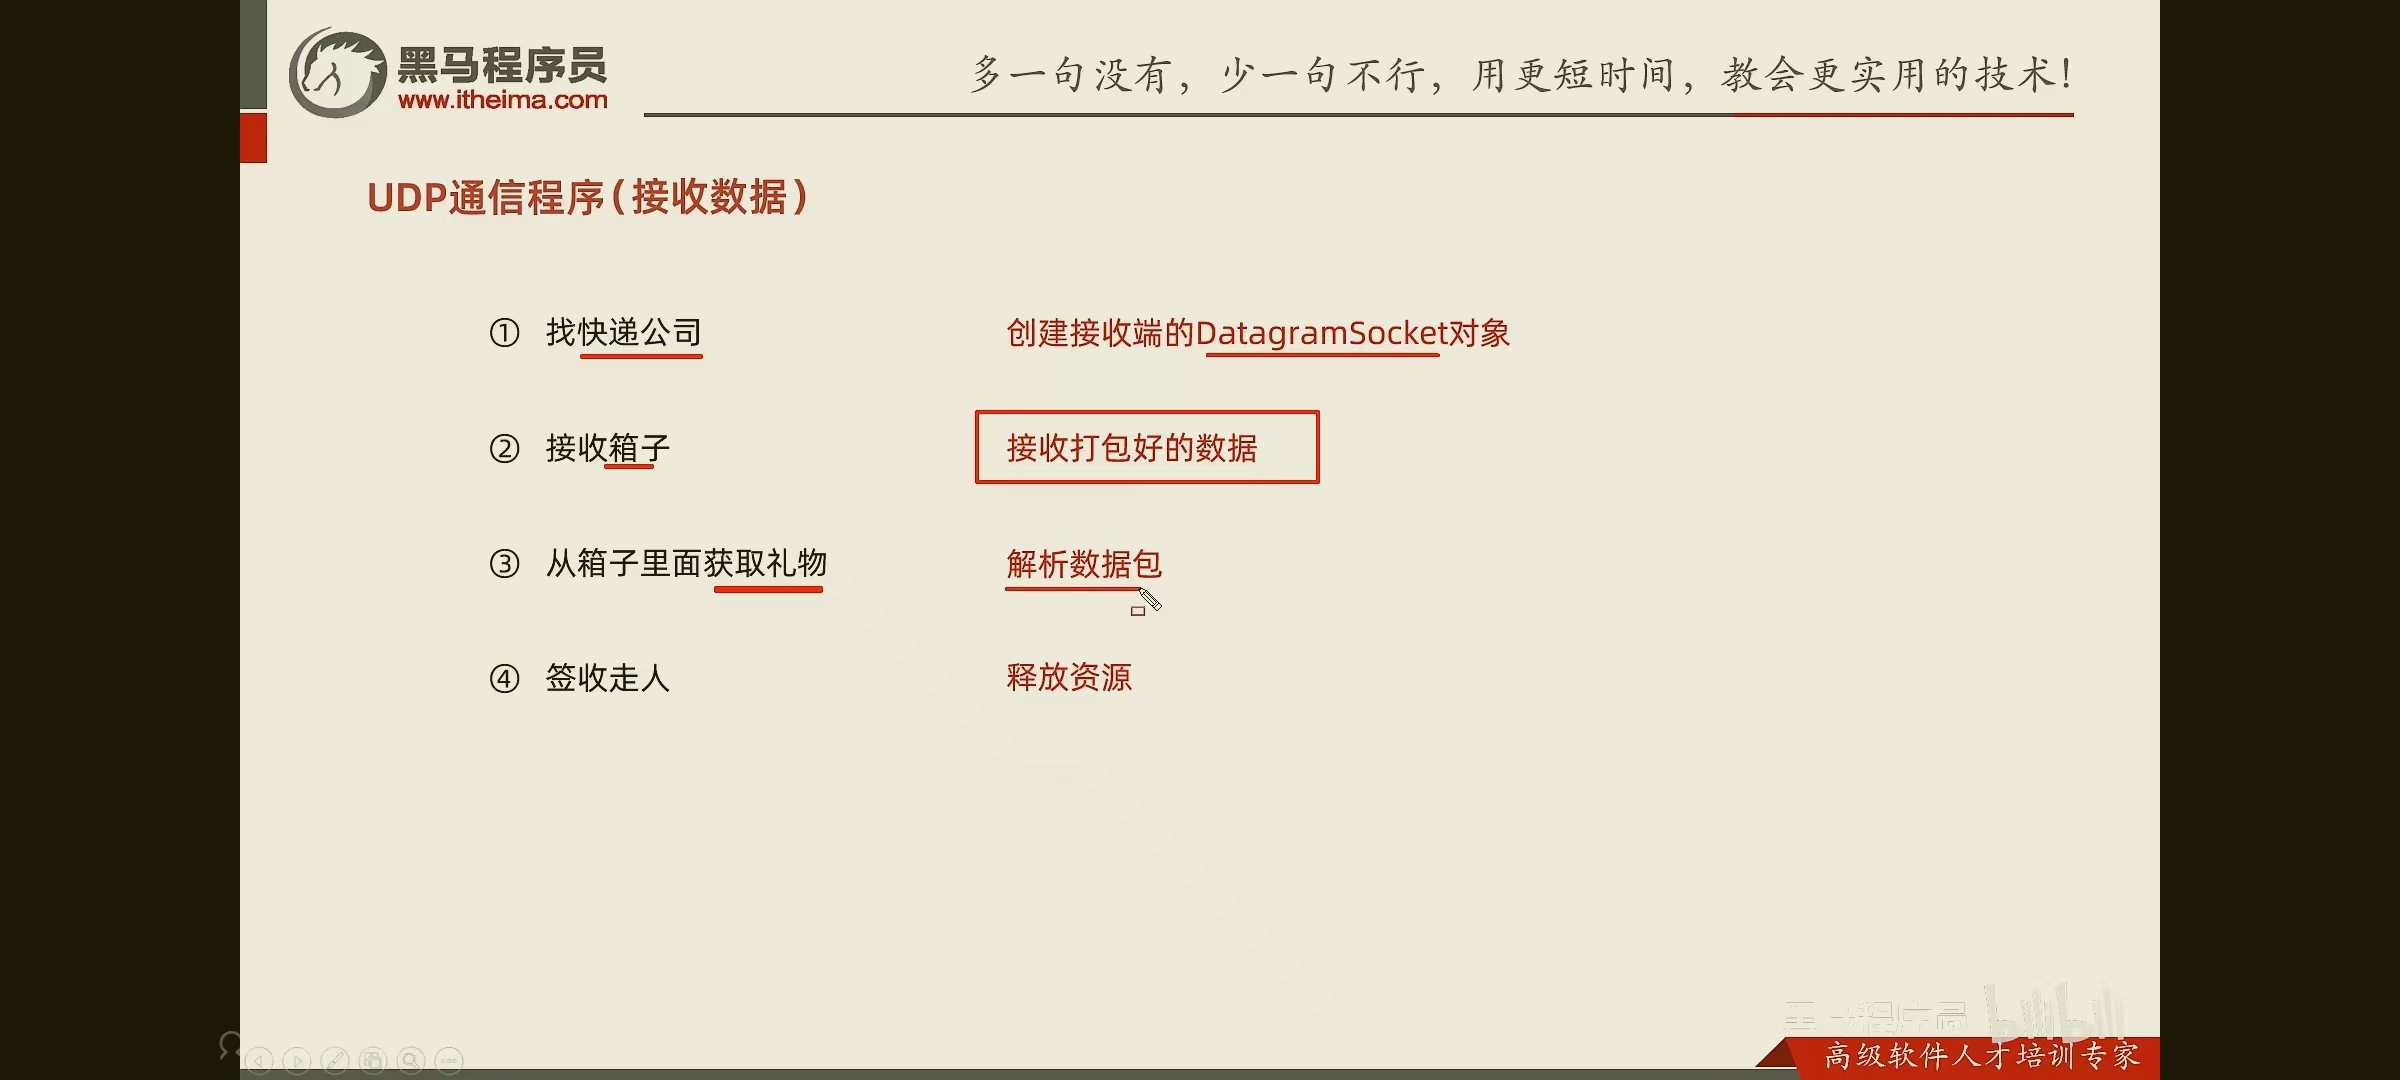 黑马程序员
www.itheima.com
多一句没有，少一句不行，用更短时间，教会更实用的技术！
UDP通信程序（接收数据）
① 找快递公司 创建接收端的DatagramSocket对象
② 接收箱子 接收打包好的数据
③ 从箱子里面获取礼物 解析数据包
④ 签收走人 释放资源
黑马程序员 bilibili
高级软件人才培训专家